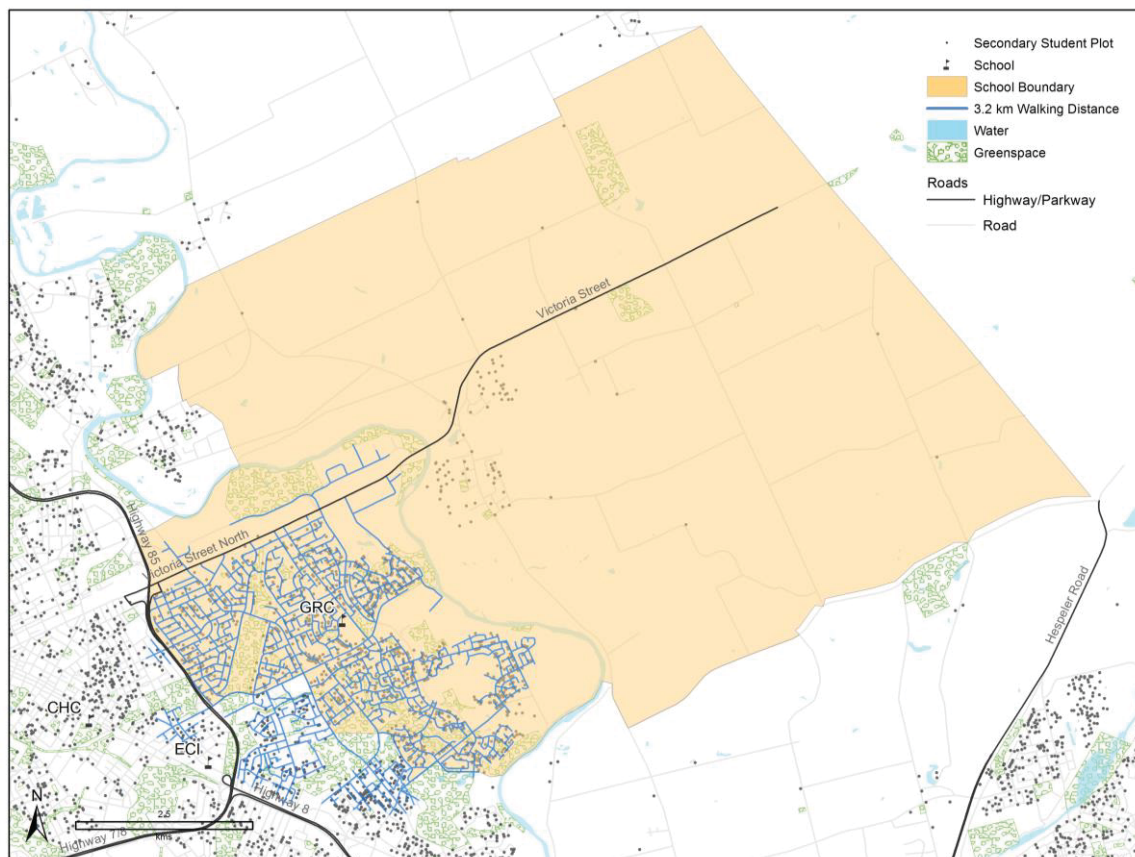 Secondary Student Plot
School
School Boundary
3.2 km Walking Distance
Water
Greenspace
Roads
Highway/Parkway
Road
Victoria Street
Highway 85
Victoria Street North
GRC
Hespeler Road
CHC
ECI
Highway 8
N
2.5
kms
Highway 7/8